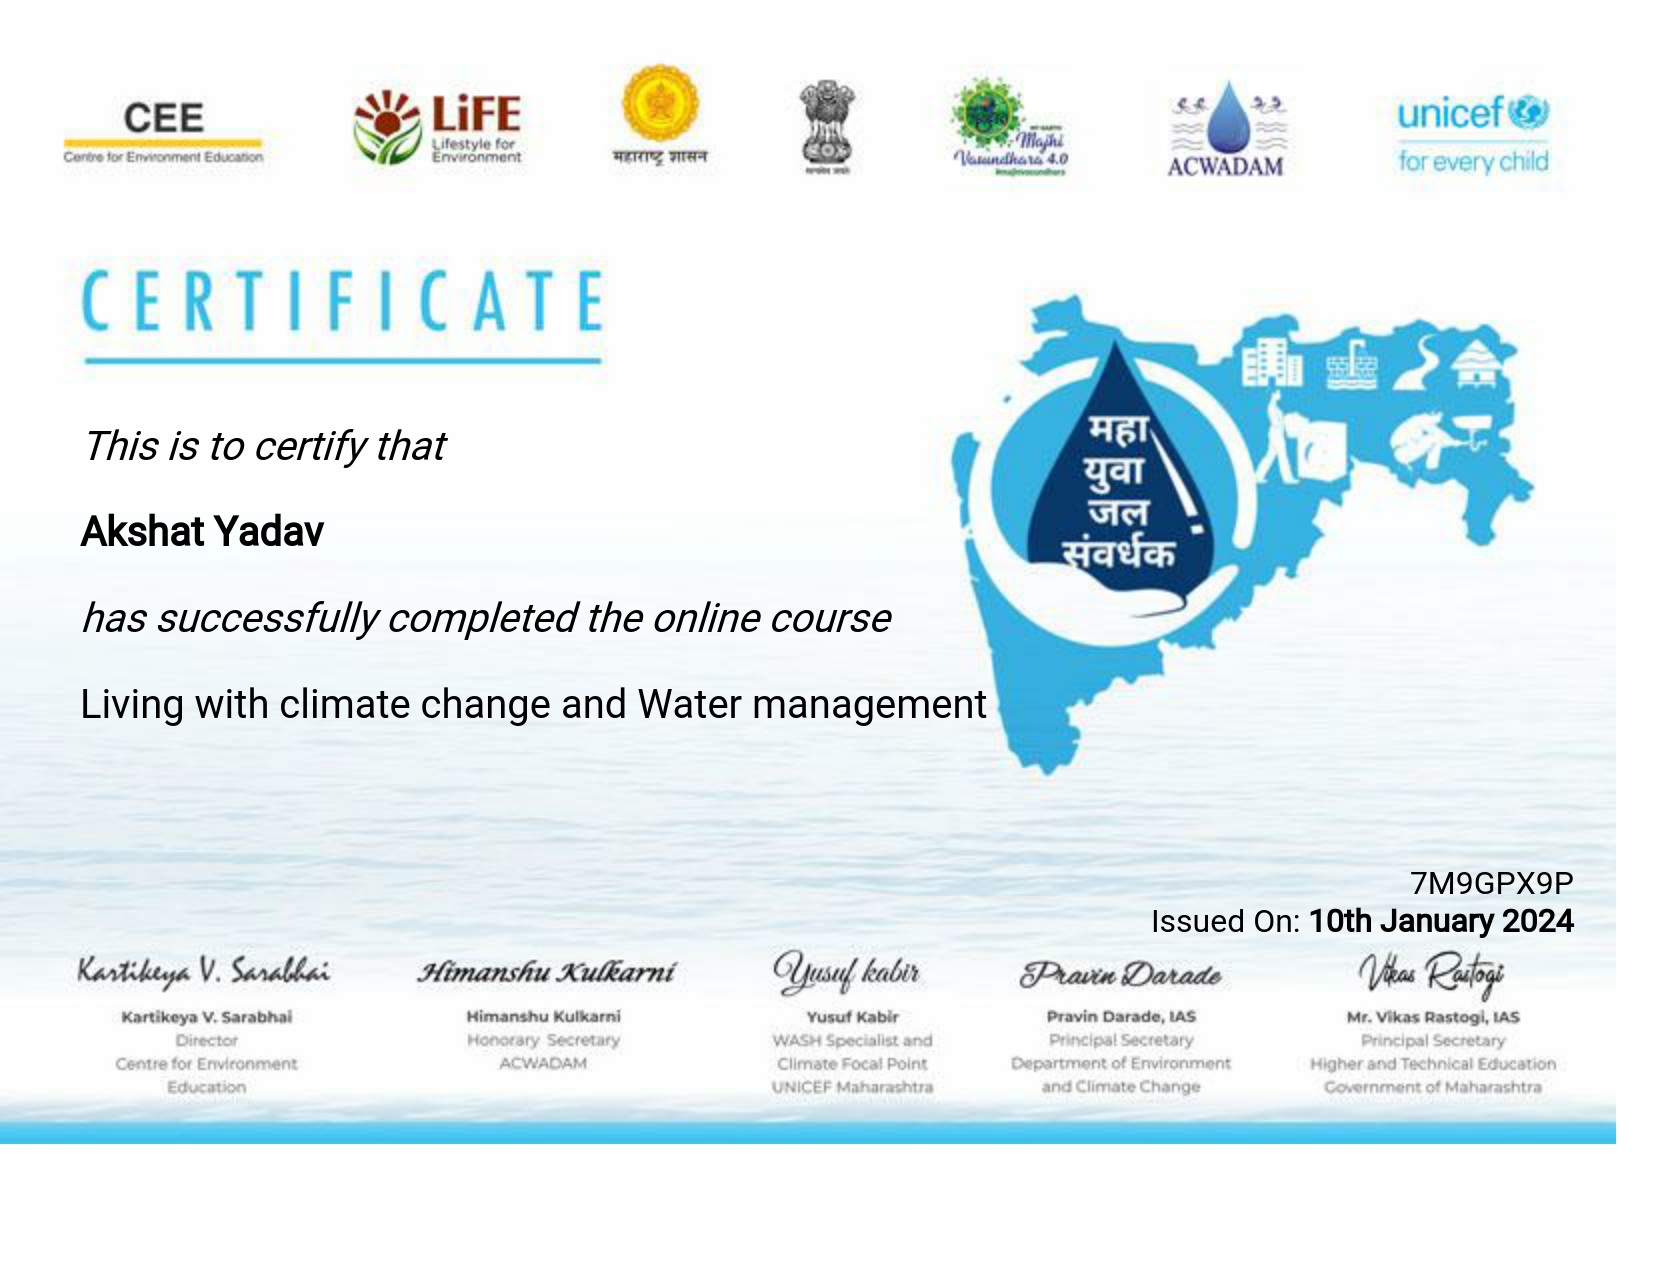 CEE
Centre for Environment Education
LiFE
Lifestyle for
Environment
महाराष्ट्र शासन
सत्यमेव जयते
Majhi
Vasundhara 4.0
#majhivasundhara
ACWADAM
unicef
for every child
CERTIFICATE
This is to certify that
Akshat Yadav
has successfully completed the online course
Living with climate change and Water management
महा
युवा
जल
संवर्धक
7M9GPX9P
Issued On: 10th January 2024
Kartikeya V. Sarabhai
Kartikeya V. Sarabhai
Director
Centre for Environment
Education
Himanshu Kulkarni
Himanshu Kulkarni
Honorary Secretary
ACWADAM
Yusuf kabir
Yusuf Kabir
WASH Specialist and
Climate Focal Point
UNICEF Maharashtra
Pravin Darade
Pravin Darade, IAS
Principal Secretary
Department of Environment
and Climate Change
Vikas Rastogi
Mr. Vikas Rastogi, IAS
Principal Secretary
Higher and Technical Education
Government of Maharashtra